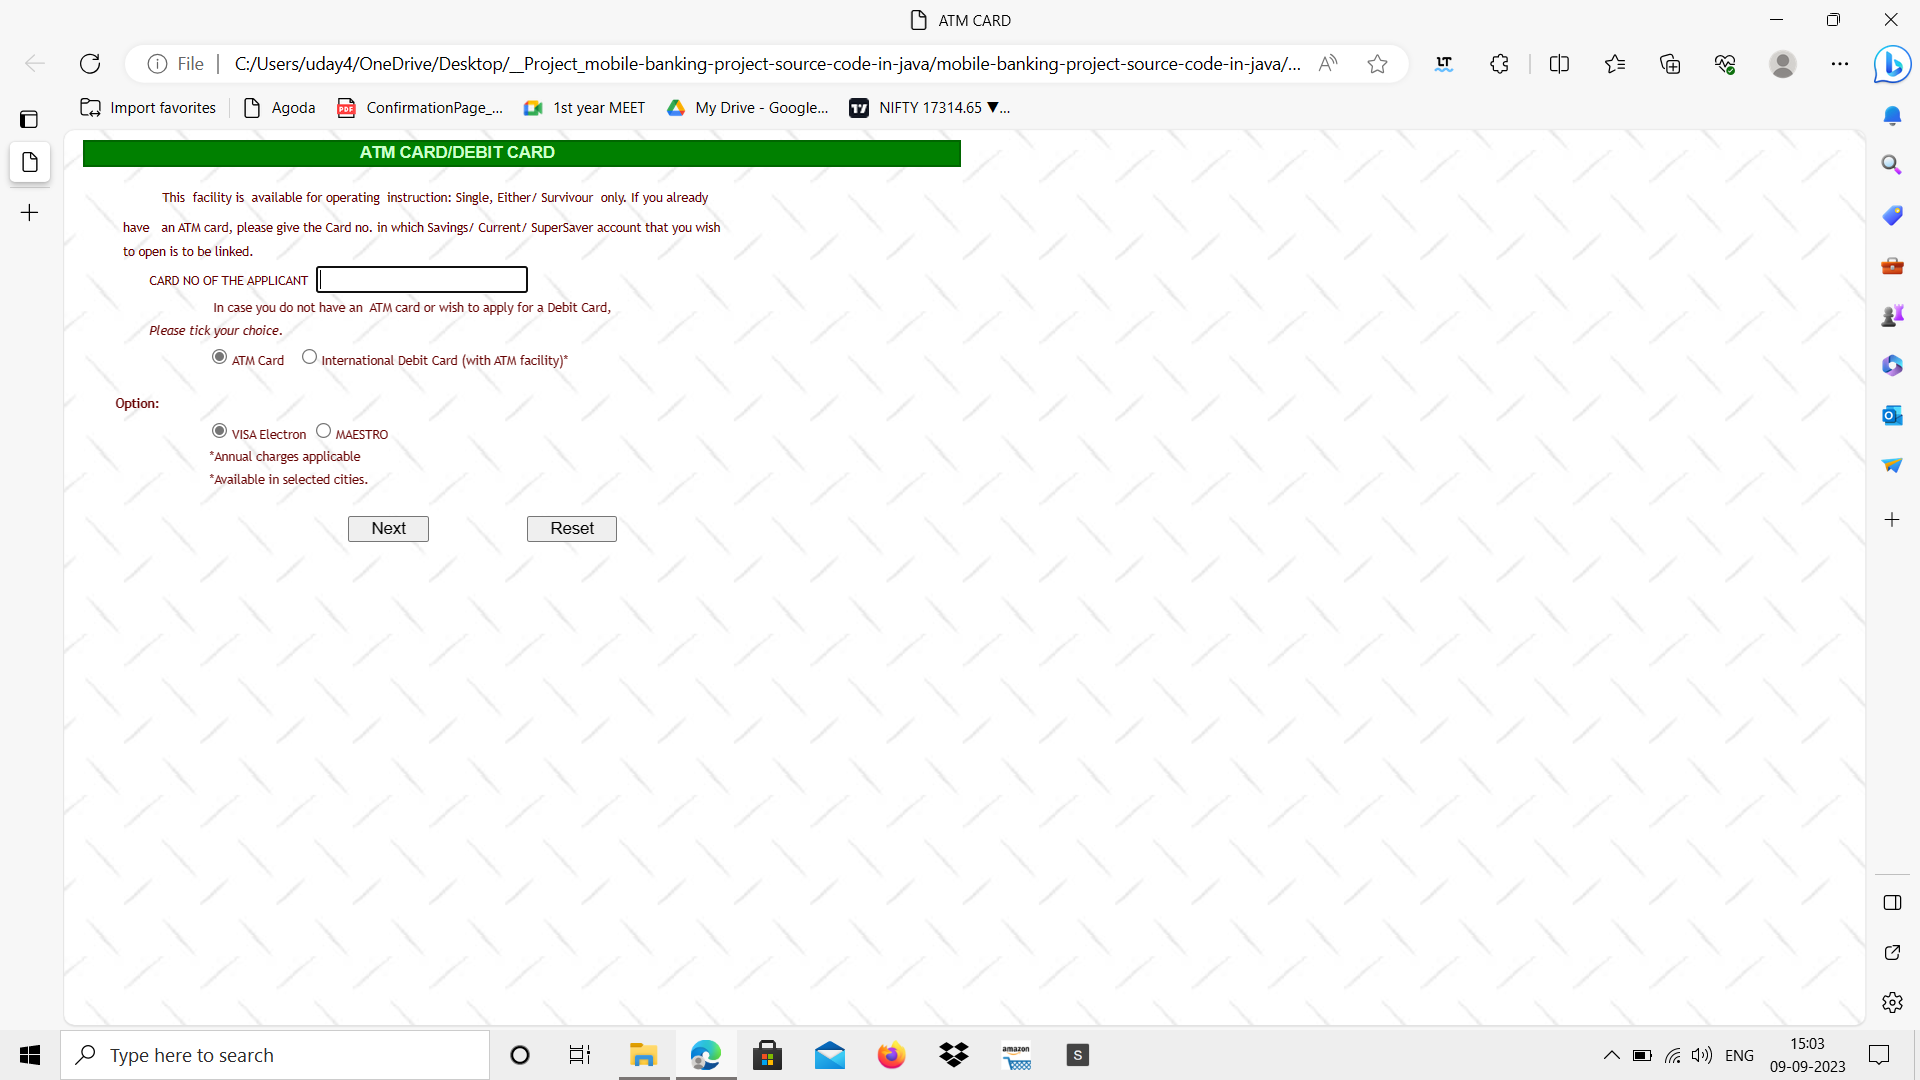 ATM CARD
File
C:/Users/uday4/OneDrive/Desktop/__Project_mobile-banking-project-source-code-in-java/mobile-banking-project-source-code-in-java/...
Import favorites
Agoda
ConfirmationPage_...
1st year MEET
My Drive - Google...
NIFTY 17314.65 ▼...
ATM CARD/DEBIT CARD
This facility is available for operating instruction: Single, Either/ Survivour only. If you already
have an ATM card, please give the Card no. in which Savings/ Current/ SuperSaver account that you wish
to open is to be linked.
CARD NO OF THE APPLICANT
In case you do not have an ATM card or wish to apply for a Debit Card,
Please tick your choice.
ATM Card International Debit Card (with ATM facility)*
Option:
VISA Electron MAESTRO
*Annual charges applicable
*Available in selected cities.
Next Reset
Type here to search
amazon
S
ENG
15:03
09-09-2023